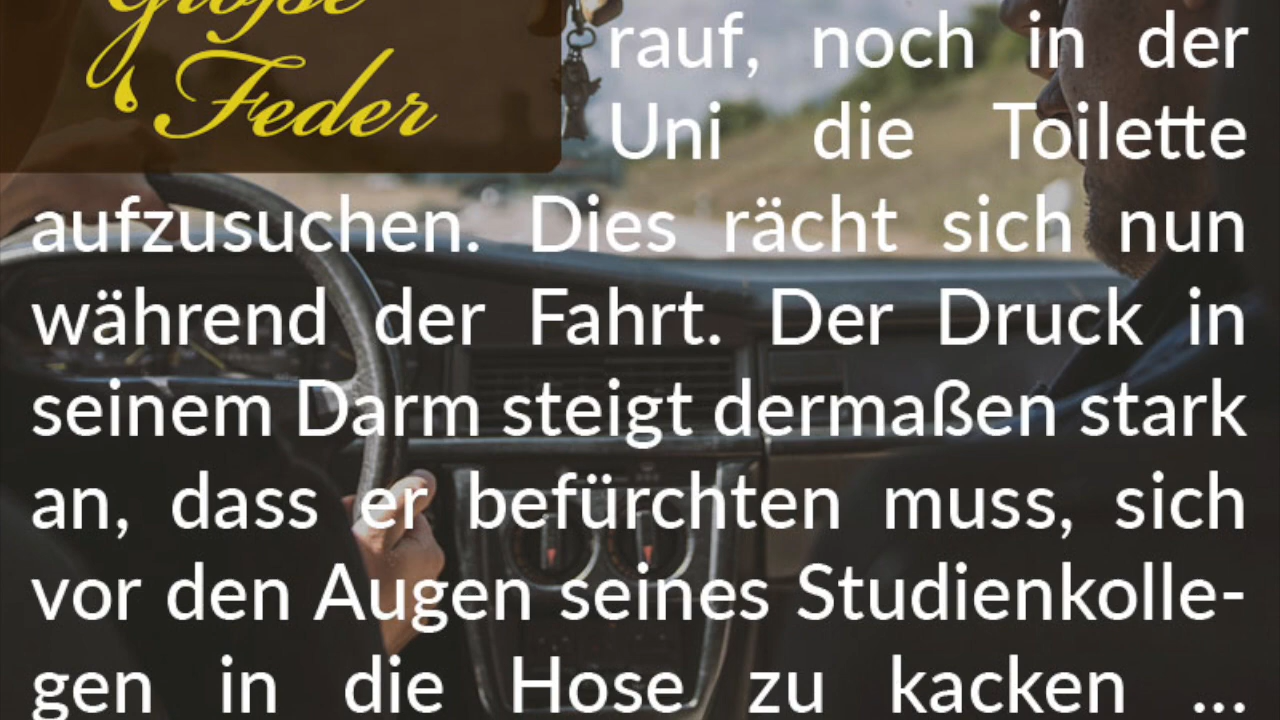 Große
Feder
rauf, noch in der
Uni die Toilette
aufzusuchen. Dies rächt sich nun
während der Fahrt. Der Druck in
seinem Darm steigt dermaßen stark
an, dass er befürchten muss, sich
vor den Augen seines Studienkolle-
gen in die Hose zu kacken ...